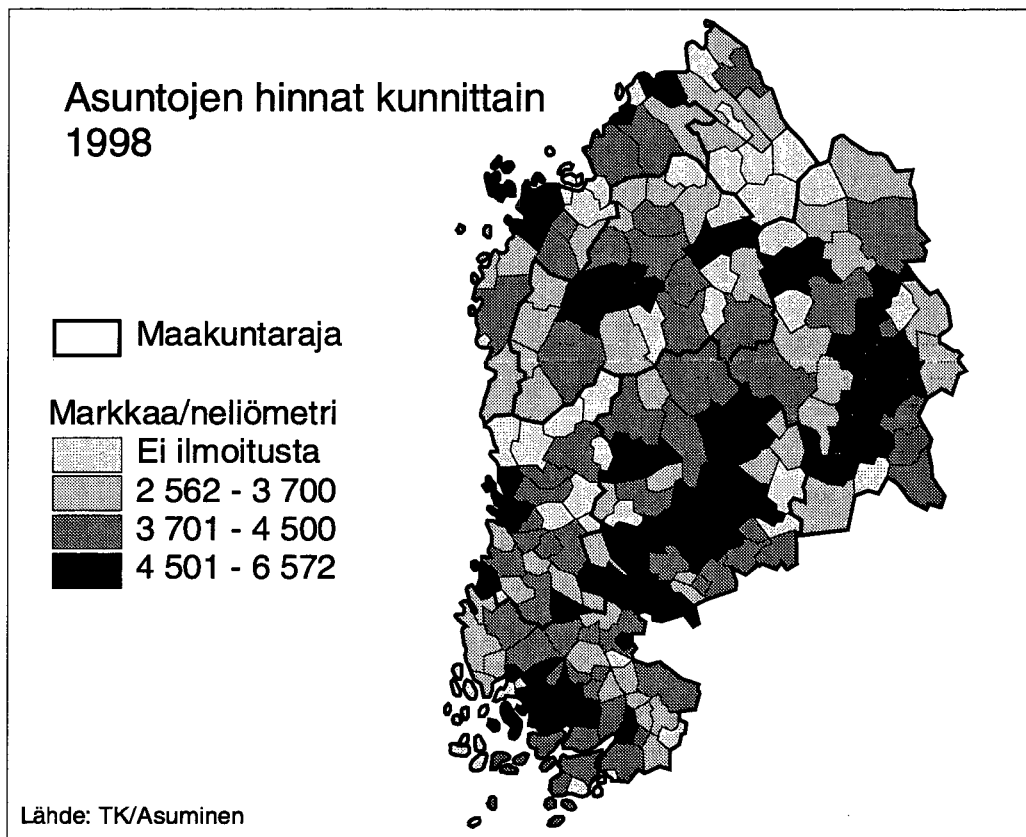 Asuntojen hinnat kunnittain
1998
Maakuntaraja
Markkaa/neliömetri
Ei ilmoitusta
2 562 - 3 700
3 701 - 4 500
4 501 - 6 572
Lähde: TK/Asuminen